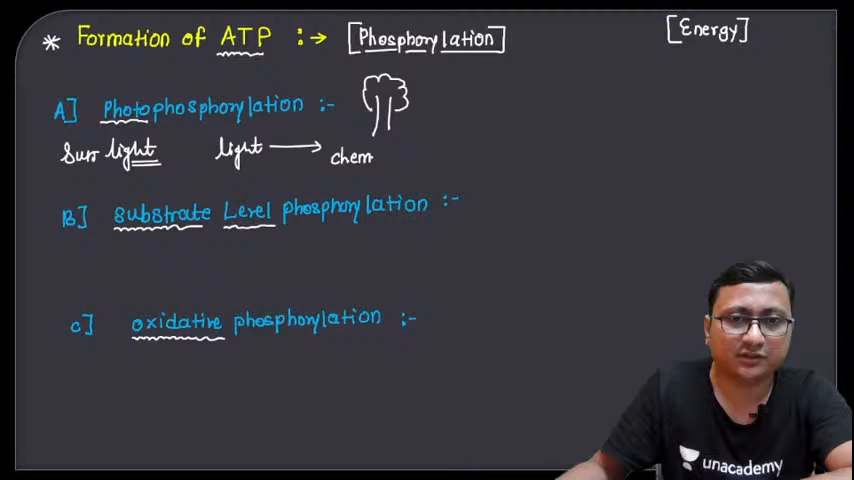 * Formation of ATP :→ [Phosphorylation]
[Energy]
A] Photophosphorylation :-
Sun light light → chem
B] Substrate Level phosphorylation :-
C] oxidative phosphorylation :-
unacademy